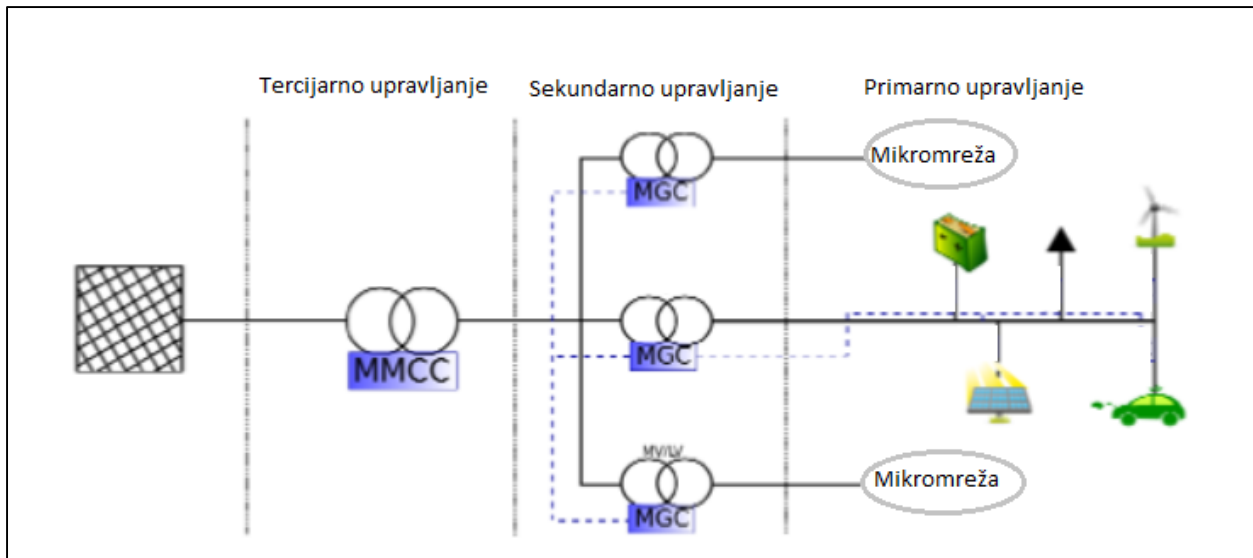 Tercijarno upravljanje
Sekundarno upravljanje
Primarno upravljanje
MGC
Mikromreža
MMCC
MGC
MV/LV
MGC
Mikromreža